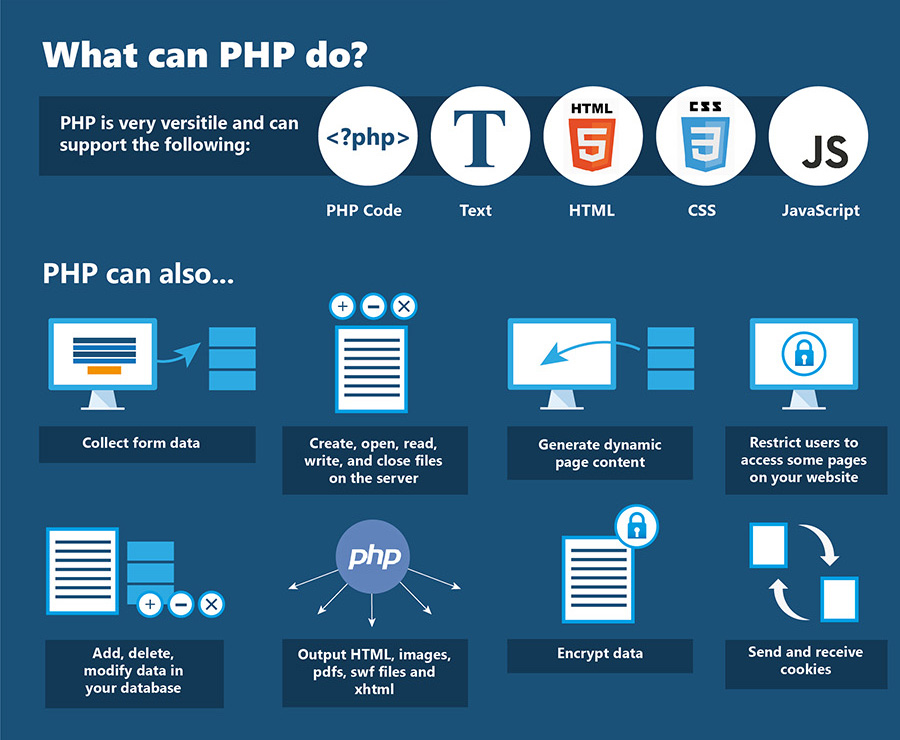 What can PHP do?
PHP is very versitile and can
support the following:
<?php>
T
HTML
5
CSS
3
JS
PHP Code
Text
HTML
CSS
JavaScript
PHP can also...
Collect form data
Create, open, read,
write, and close files
on the server
Generate dynamic
page content
Restrict users to
access some pages
on your website
php
Add, delete,
modify data in
your database
Output HTML, images,
pdfs, swf files and
xhtml
Encrypt data
Send and receive
cookies